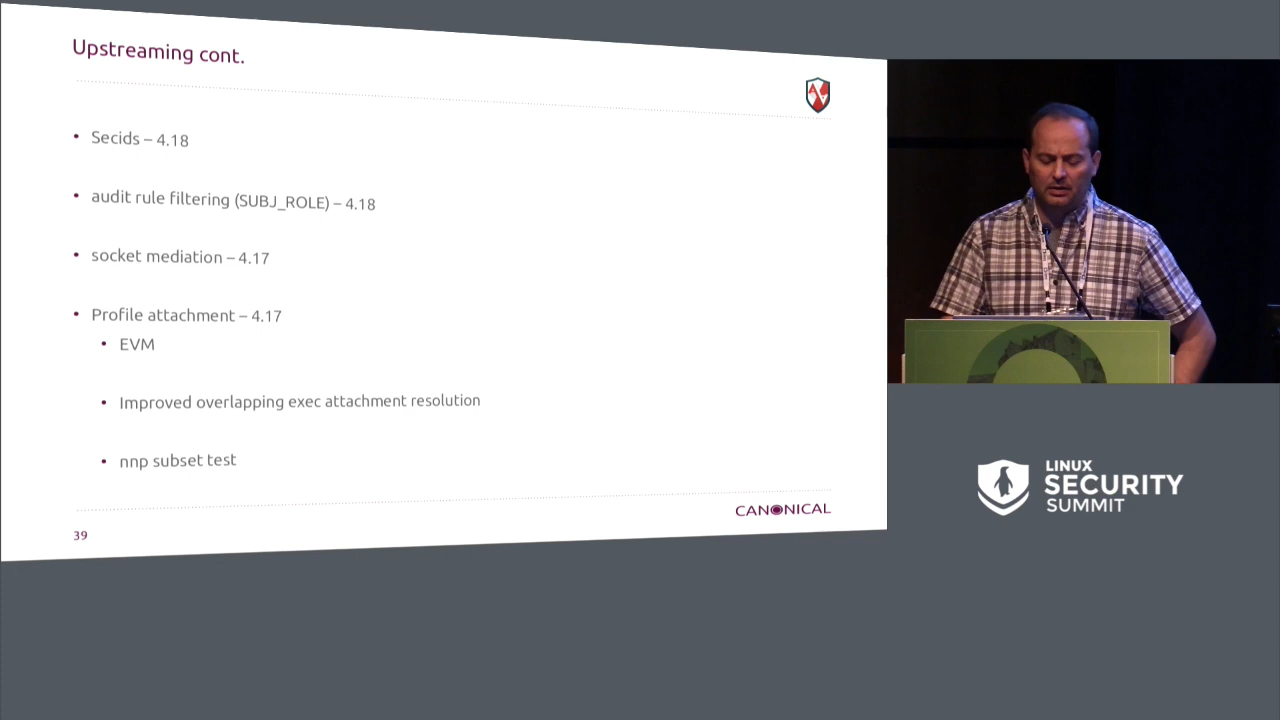 Upstreaming cont.
• Secids – 4.18
• audit rule filtering (SUBJ_ROLE) – 4.18
• socket mediation – 4.17
• Profile attachment – 4.17
• EVM
• Improved overlapping exec attachment resolution
• nnp subset test
CANONICAL
39
LINUX
SECURITY
SUMMIT